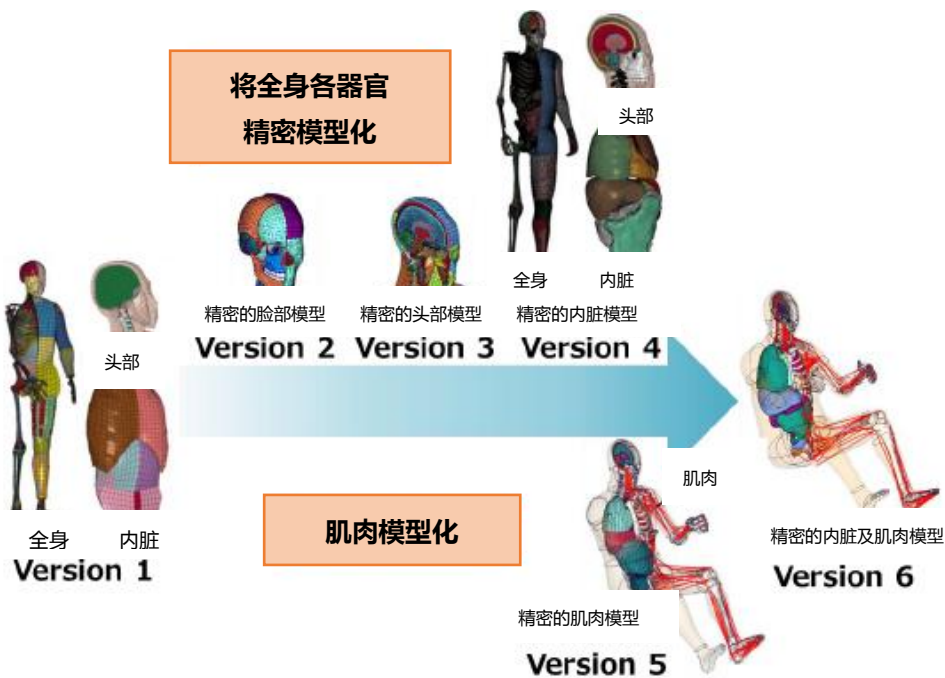 将全身各器官
精密模型化
头部
全身
内脏
精密的脸部模型
精密的头部模型
精密的内脏模型
Version 2
Version 3
Version 4
头部
全身
内脏
Version 1
肌肉模型化
肌肉
精密的肌肉模型
Version 5
精密的内脏及肌肉模型
Version 6